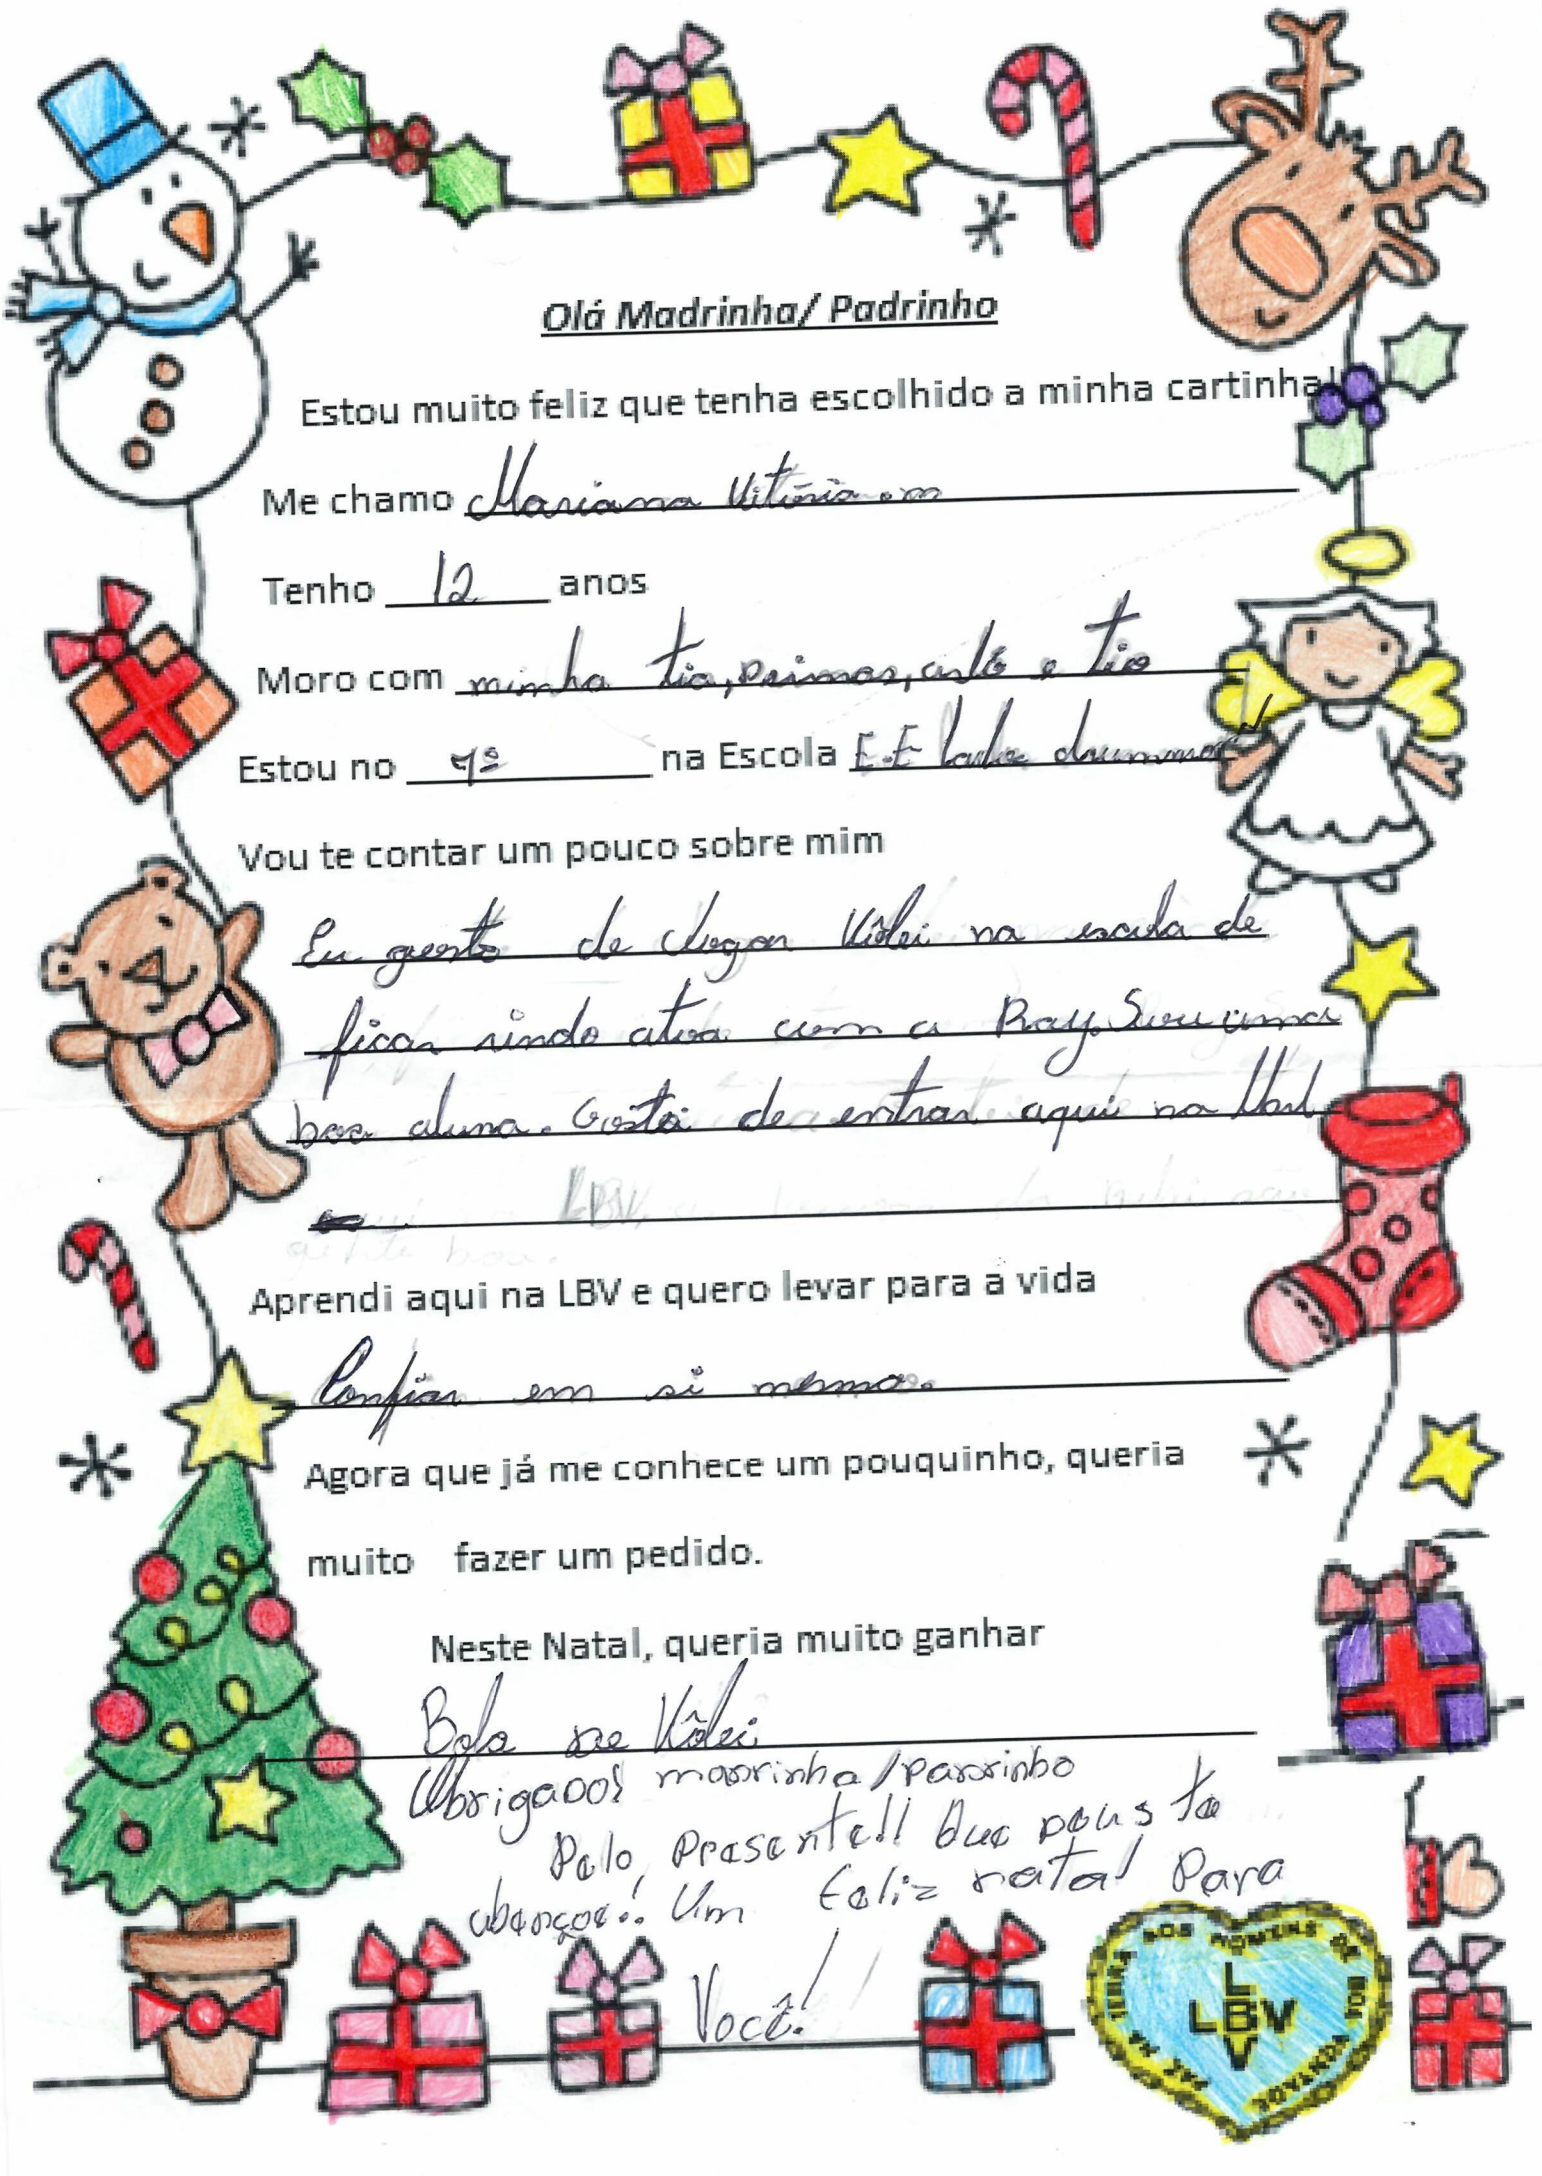 Olá Madrinha/ Padrinho
Estou muito feliz que tenha escolhido a minha cartinha!
Me chamo Mariana Vitória
Tenho 12 anos
Moro com minha tia, primas, e tio
Estou no 7º na Escola E.E drummond
Vou te contar um pouco sobre mim
Eu gosto de Vôlei na escola de
ficar rindo atoa com a Ray. Sou uma
boa aluna. Gosto de entrar aqui na
LBV
Aprendi aqui na LBV e quero levar para a vida
Confiar em si mesmo.
Agora que já me conhece um pouquinho, queria
muito fazer um pedido.
Neste Natal, queria muito ganhar
Bola de Vôlei
Obrigado! madrinha/padrinho
Pelo, presente!! Que Deus te
abençoe!! Um feliz natal Para
Você!
L
LBV
V